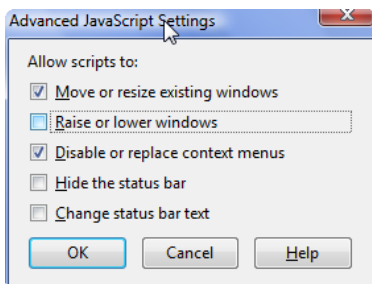 Advanced JavaScript Settings
Allow scripts to:
Move or resize existing windows
Raise or lower windows
Disable or replace context menus
Hide the status bar
Change status bar text
OK Cancel Help